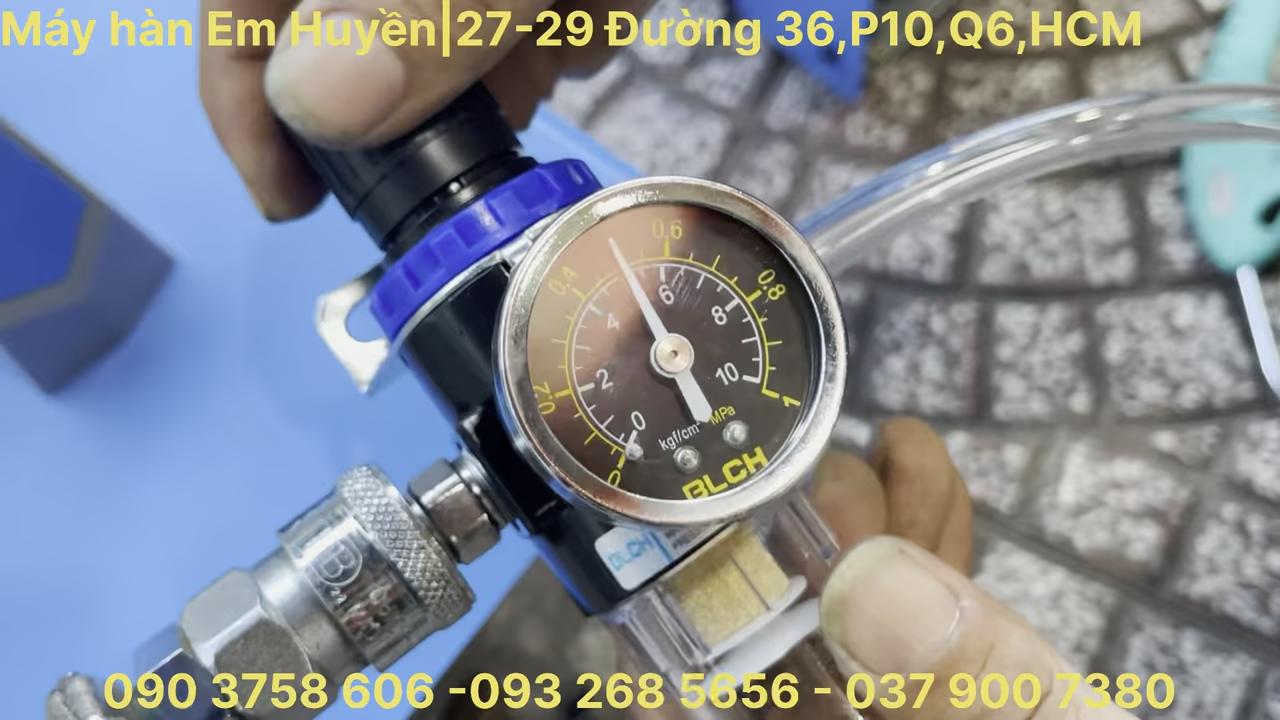 Máy hàn Em Huyền|27-29 Đường 36,P10,Q6,HCM
0.6
0.4
0.8
6
4
8
0.2
2
10
1
0
kgf/cm² MPa
0
BLCH
BLCH
B
090 3758 606 -093 268 5656 - 037 900 7380